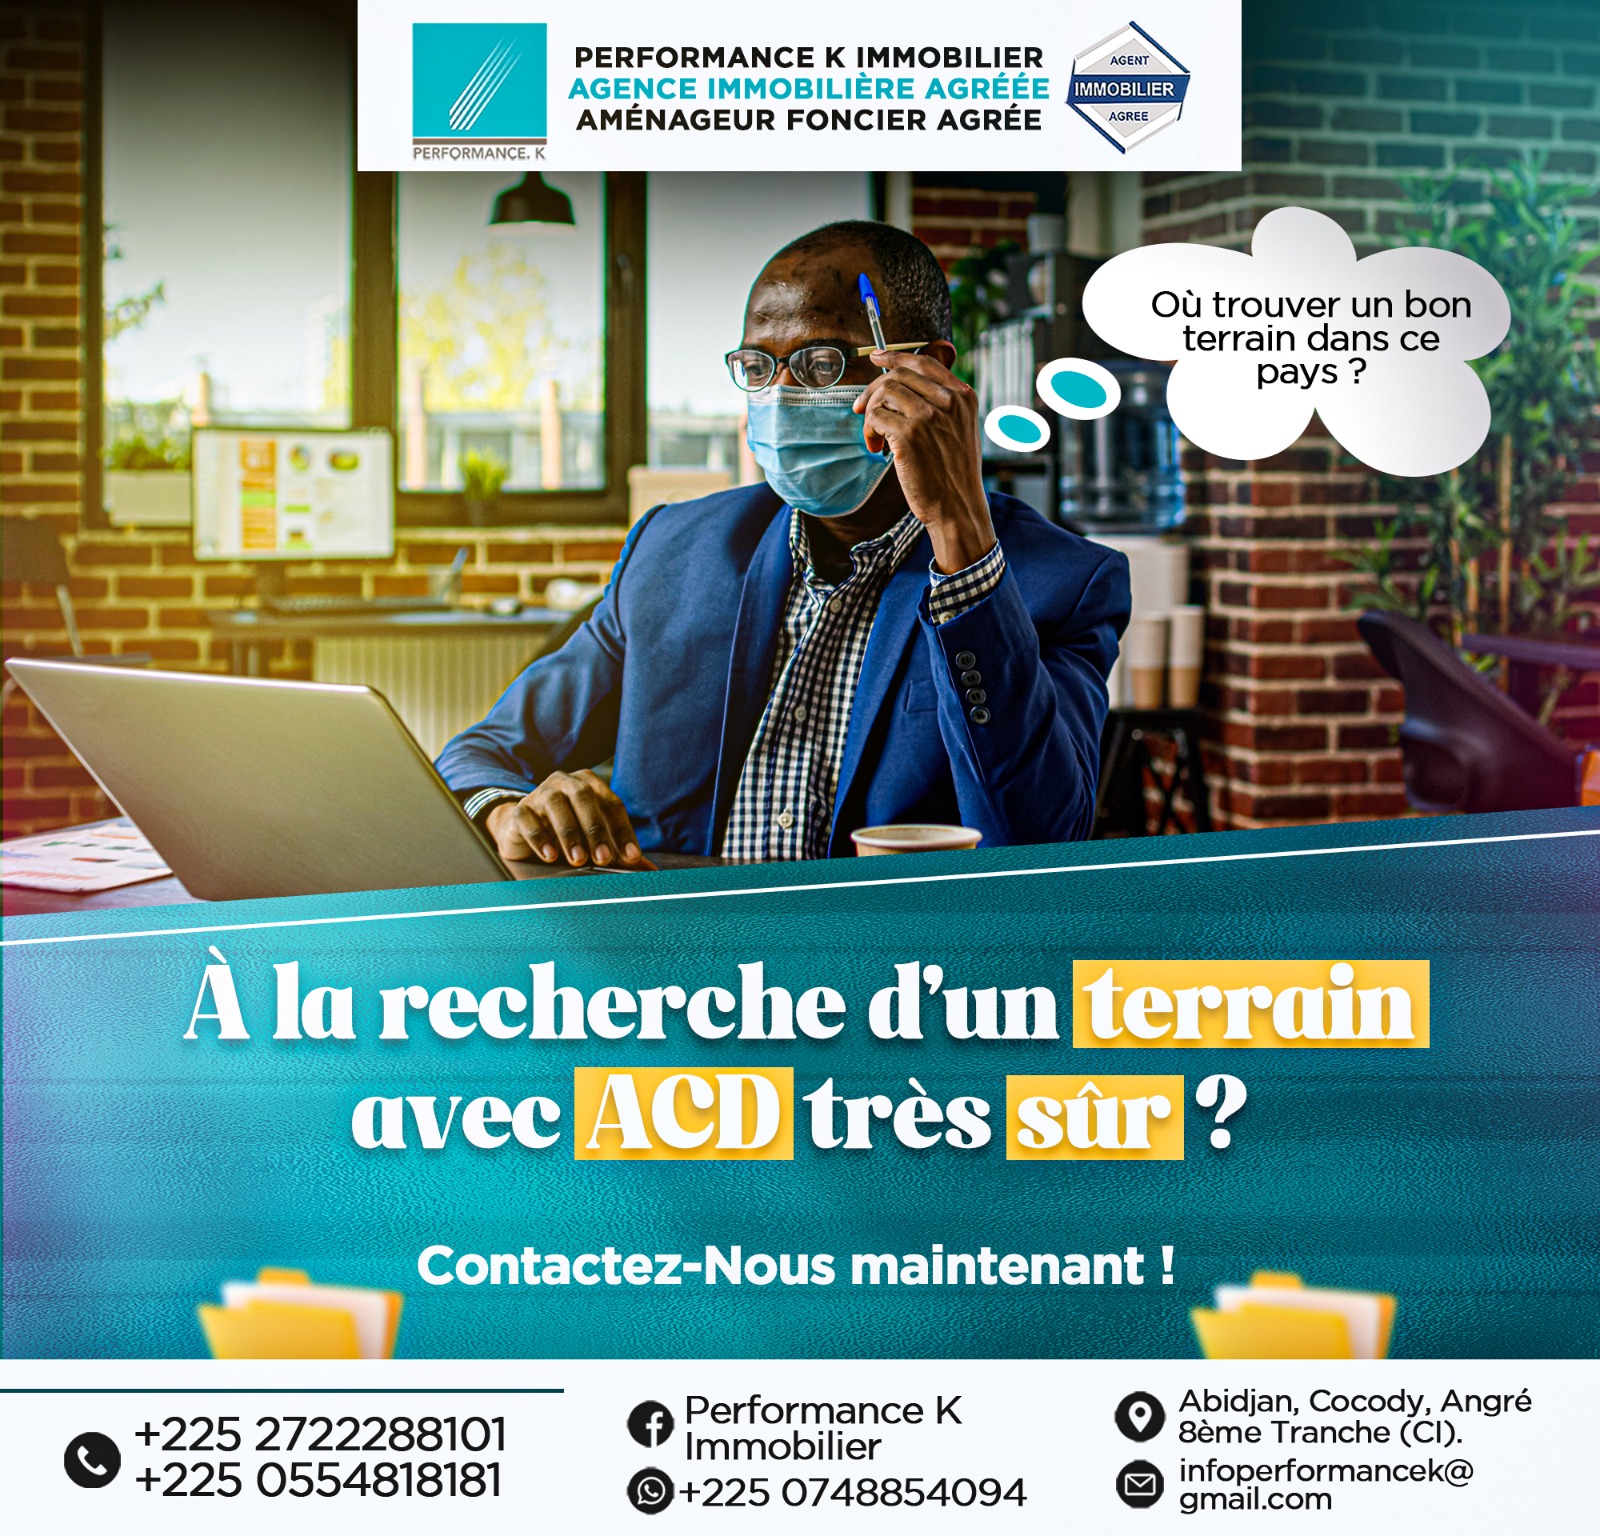 PERFORMANCE. K
PERFORMANCE K IMMOBILIER
AGENCE IMMOBILIÈRE AGRÉÉE
AMÉNAGEUR FONCIER AGRÉE
AGENT
IMMOBILIER
AGREE
Où trouver un bon
terrain dans ce
pays ?
À la recherche d'un terrain
avec ACD très sûr ?
Contactez-Nous maintenant !
+225 2722288101
+225 0554818181
Performance K
Immobilier
+225 0748854094
Abidjan, Cocody, Angré
8ème Tranche (CI).
infoperformancek@
gmail.com